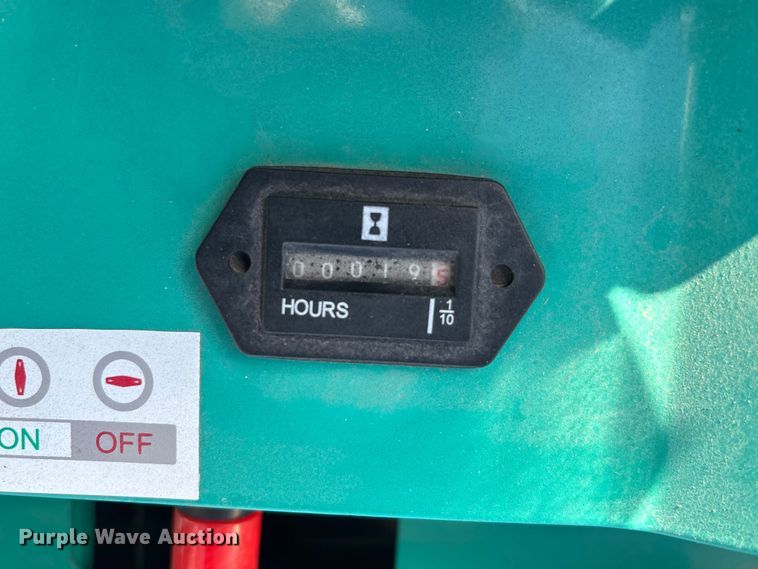 000195
HOURS 1/10
ON OFF
Purple Wave Auction